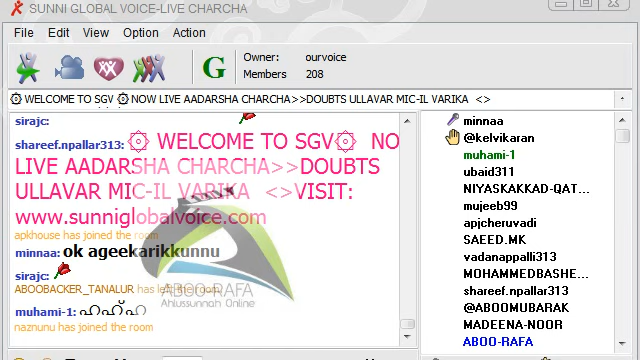 SUNNI GLOBAL VOICE-LIVE CHARCHA
File Edit View Option Action
G
Owner: ourvoice
Members 208
WELCOME TO SGV NOW LIVE AADARSHA CHARCHA>>DOUBTS ULLAVAR MIC-IL VARIKA <>
sirajc:
shareef.npallar313: WELCOME TO SGV NO
LIVE AADARSHA CHARCHA>>DOUBTS
ULLAVAR MIC-IL VARIKA <>VISIT:
www.sunniglobalvoice.com
apkhouse has joined the room
minnaa: ok ageekarikkunnu
sirajc:
ABOOBACKER_TANALUR has left the room
muhami-1: ഹഹ്ഹ
naznunu has joined the room
ABOO-RAFA
Ahlussunnah Online
minnaa
@kelvikaran
muhami-1
ubaid311
NIYASKAKKAD-QAT...
mujeeb99
apjcheruvadi
SAEED.MK
vadanappalli313
MOHAMMEDBASHE...
shareef.npallar313
@ABOOMUBARAK
MADEENA-NOOR
ABOO-RAFA